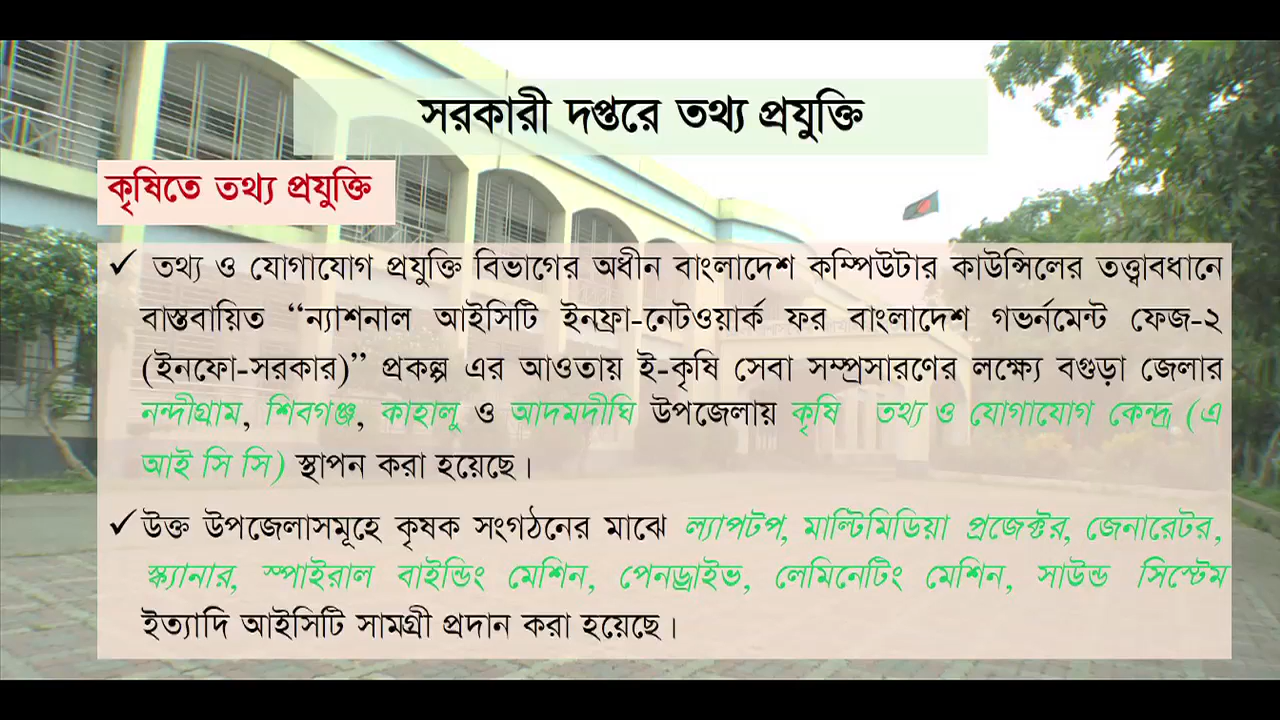 সরকারী দপ্তরে তথ্য প্রযুক্তি
কৃষিতে তথ্য প্রযুক্তি
✓ তথ্য ও যোগাযোগ প্রযুক্তি বিভাগের অধীন বাংলাদেশ কম্পিউটার কাউন্সিলের তত্ত্বাবধানে
বাস্তবায়িত “ন্যাশনাল আইসিটি ইনফ্রা-নেটওয়ার্ক ফর বাংলাদেশ গভর্নমেন্ট ফেজ-২
(ইনফো-সরকার)” প্রকল্প এর আওতায় ই-কৃষি সেবা সম্প্রসারণের লক্ষ্যে বগুড়া জেলার
নন্দীগ্রাম, শিবগঞ্জ, কাহালু ও আদমদীঘি উপজেলায় কৃষি তথ্য ও যোগাযোগ কেন্দ্র (এ
আই সি সি) স্থাপন করা হয়েছে।
✓ উক্ত উপজেলাসমূহে কৃষক সংগঠনের মাঝে ল্যাপটপ, মাল্টিমিডিয়া প্রজেক্টর, জেনারেটর,
স্ক্যানার, স্পাইরাল বাইন্ডিং মেশিন, পেনড্রাইভ, লেমিনেটিং মেশিন, সাউন্ড সিস্টেম
ইত্যাদি আইসিটি সামগ্রী প্রদান করা হয়েছে।